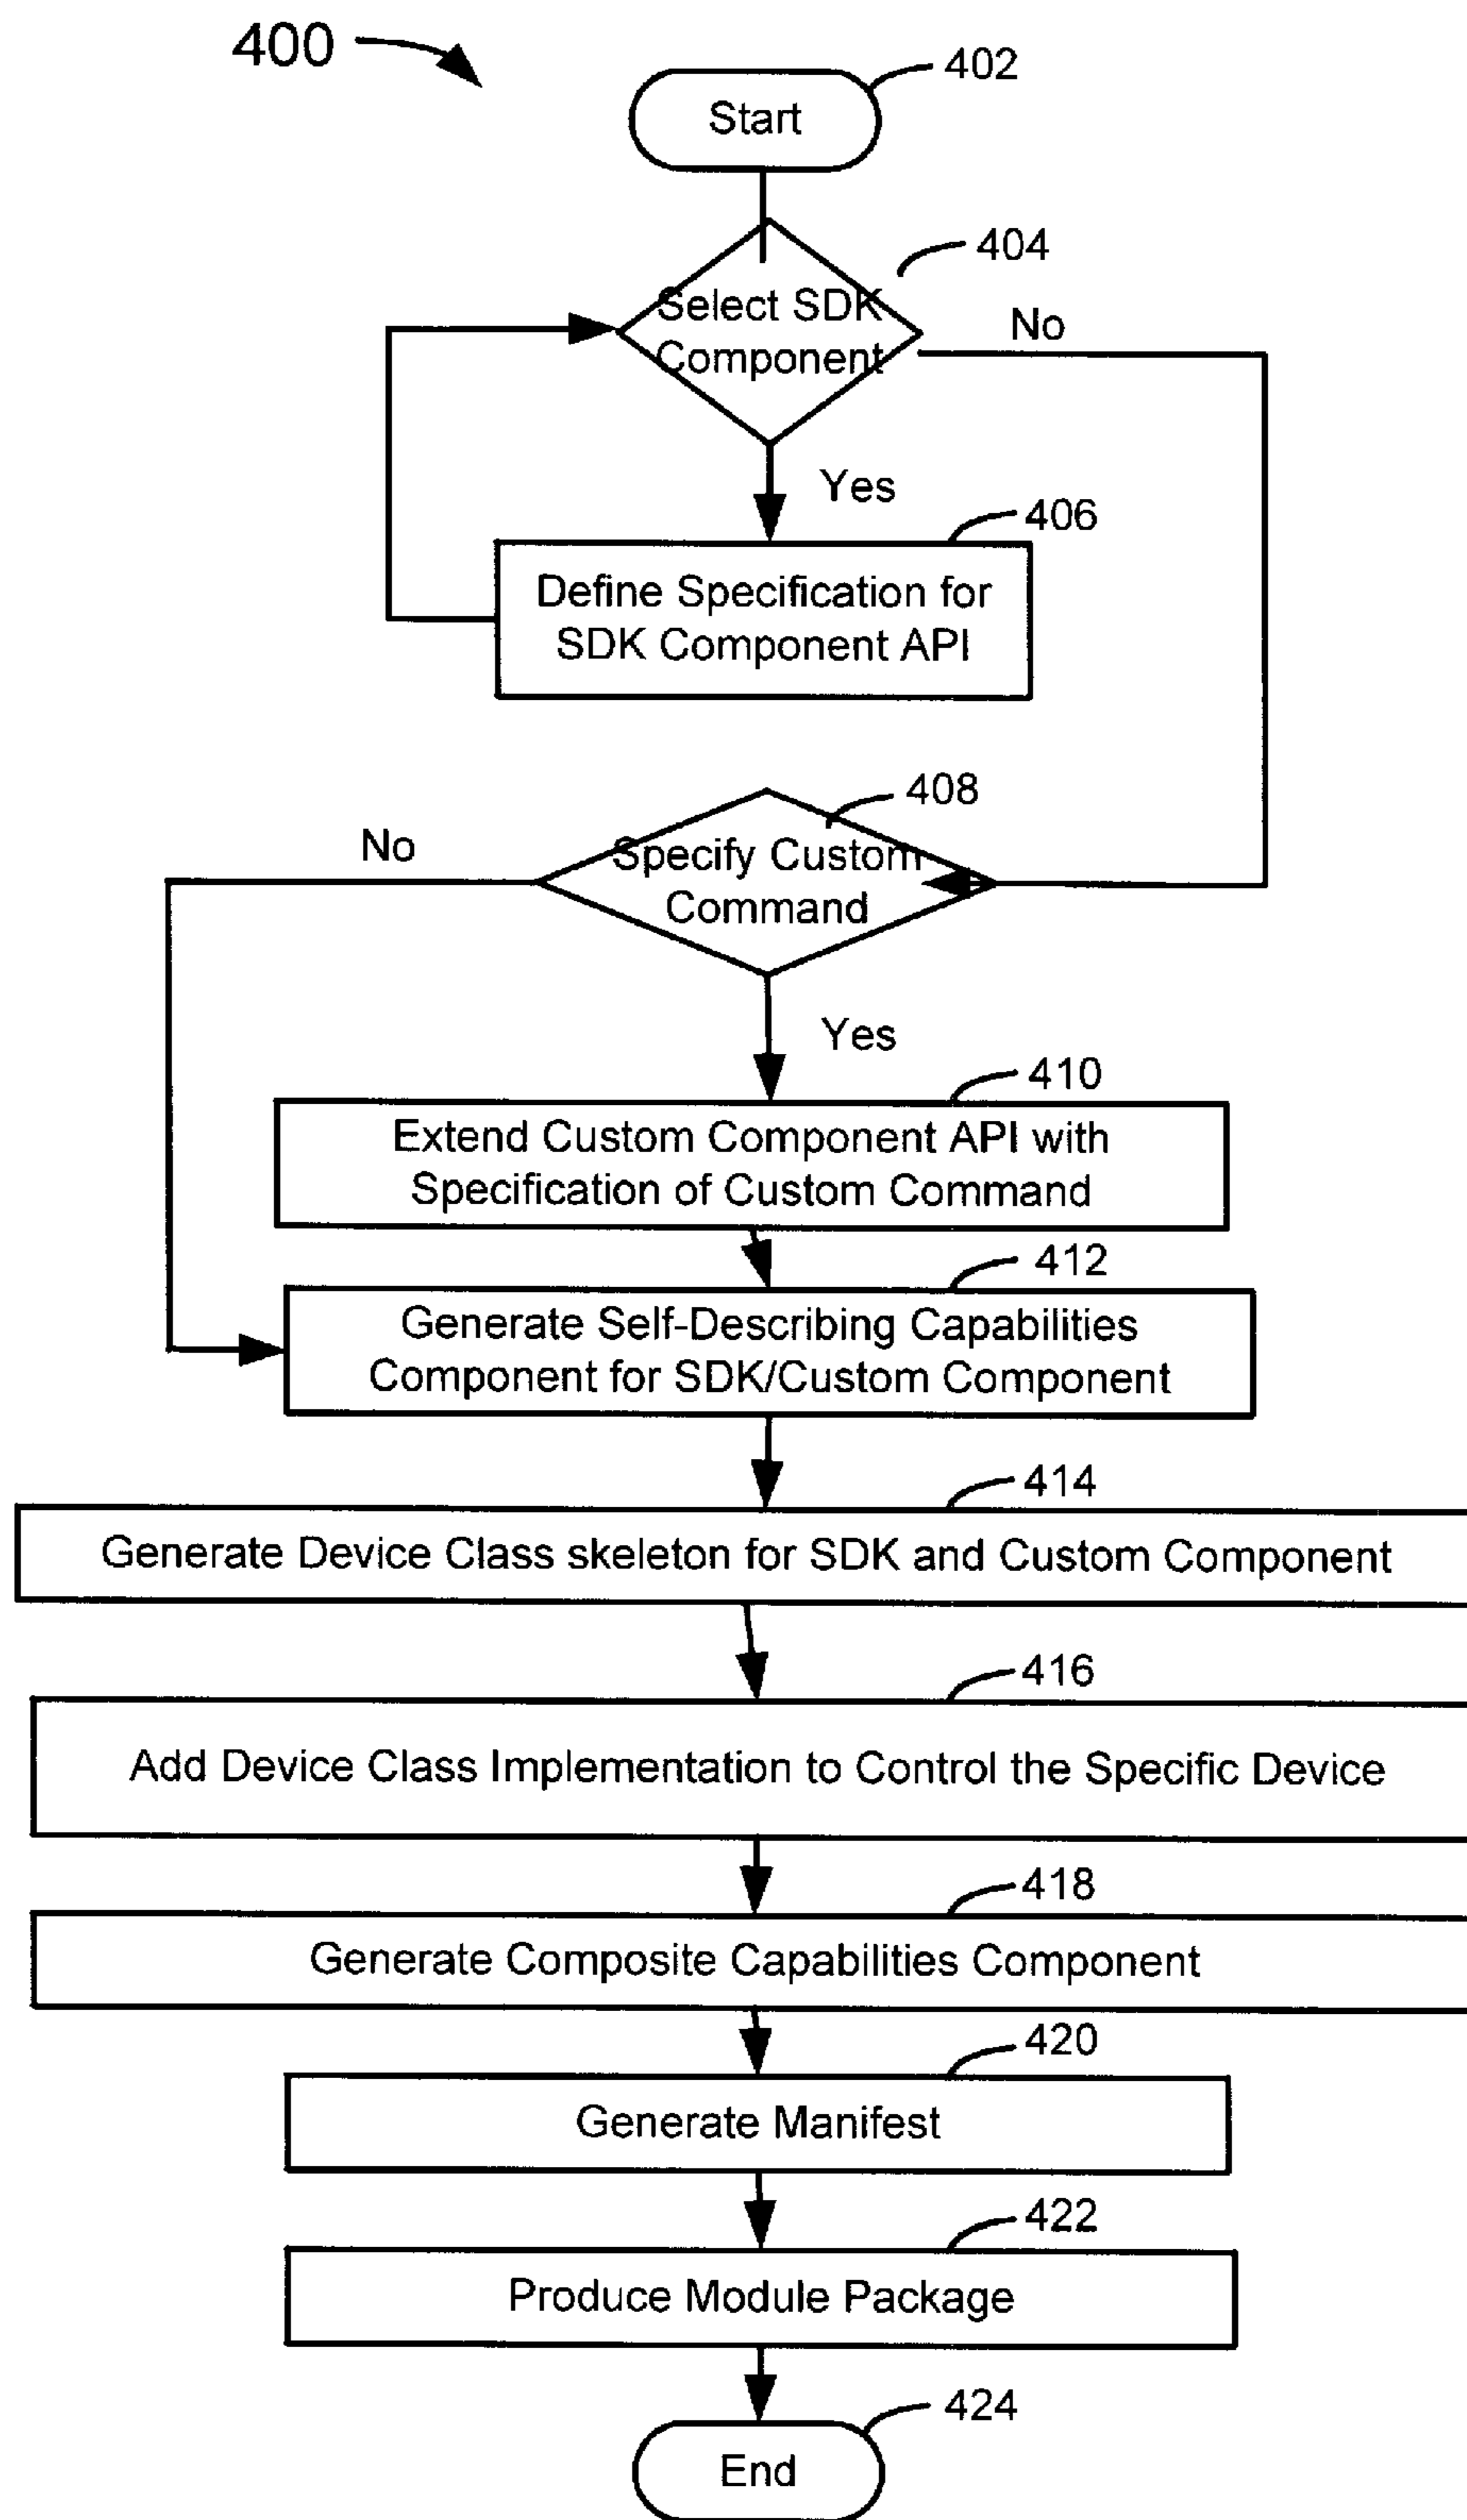 400
402
Start
404
Select SDK
Component
No
Yes
406
Define Specification for
SDK Component API
408
No
Specify Custom
Command
Yes
410
Extend Custom Component API with
Specification of Custom Command
412
Generate Self-Describing Capabilities
Component for SDK/Custom Component
414
Generate Device Class skeleton for SDK and Custom Component
416
Add Device Class Implementation to Control the Specific Device
418
Generate Composite Capabilities Component
420
Generate Manifest
422
Produce Module Package
424
End